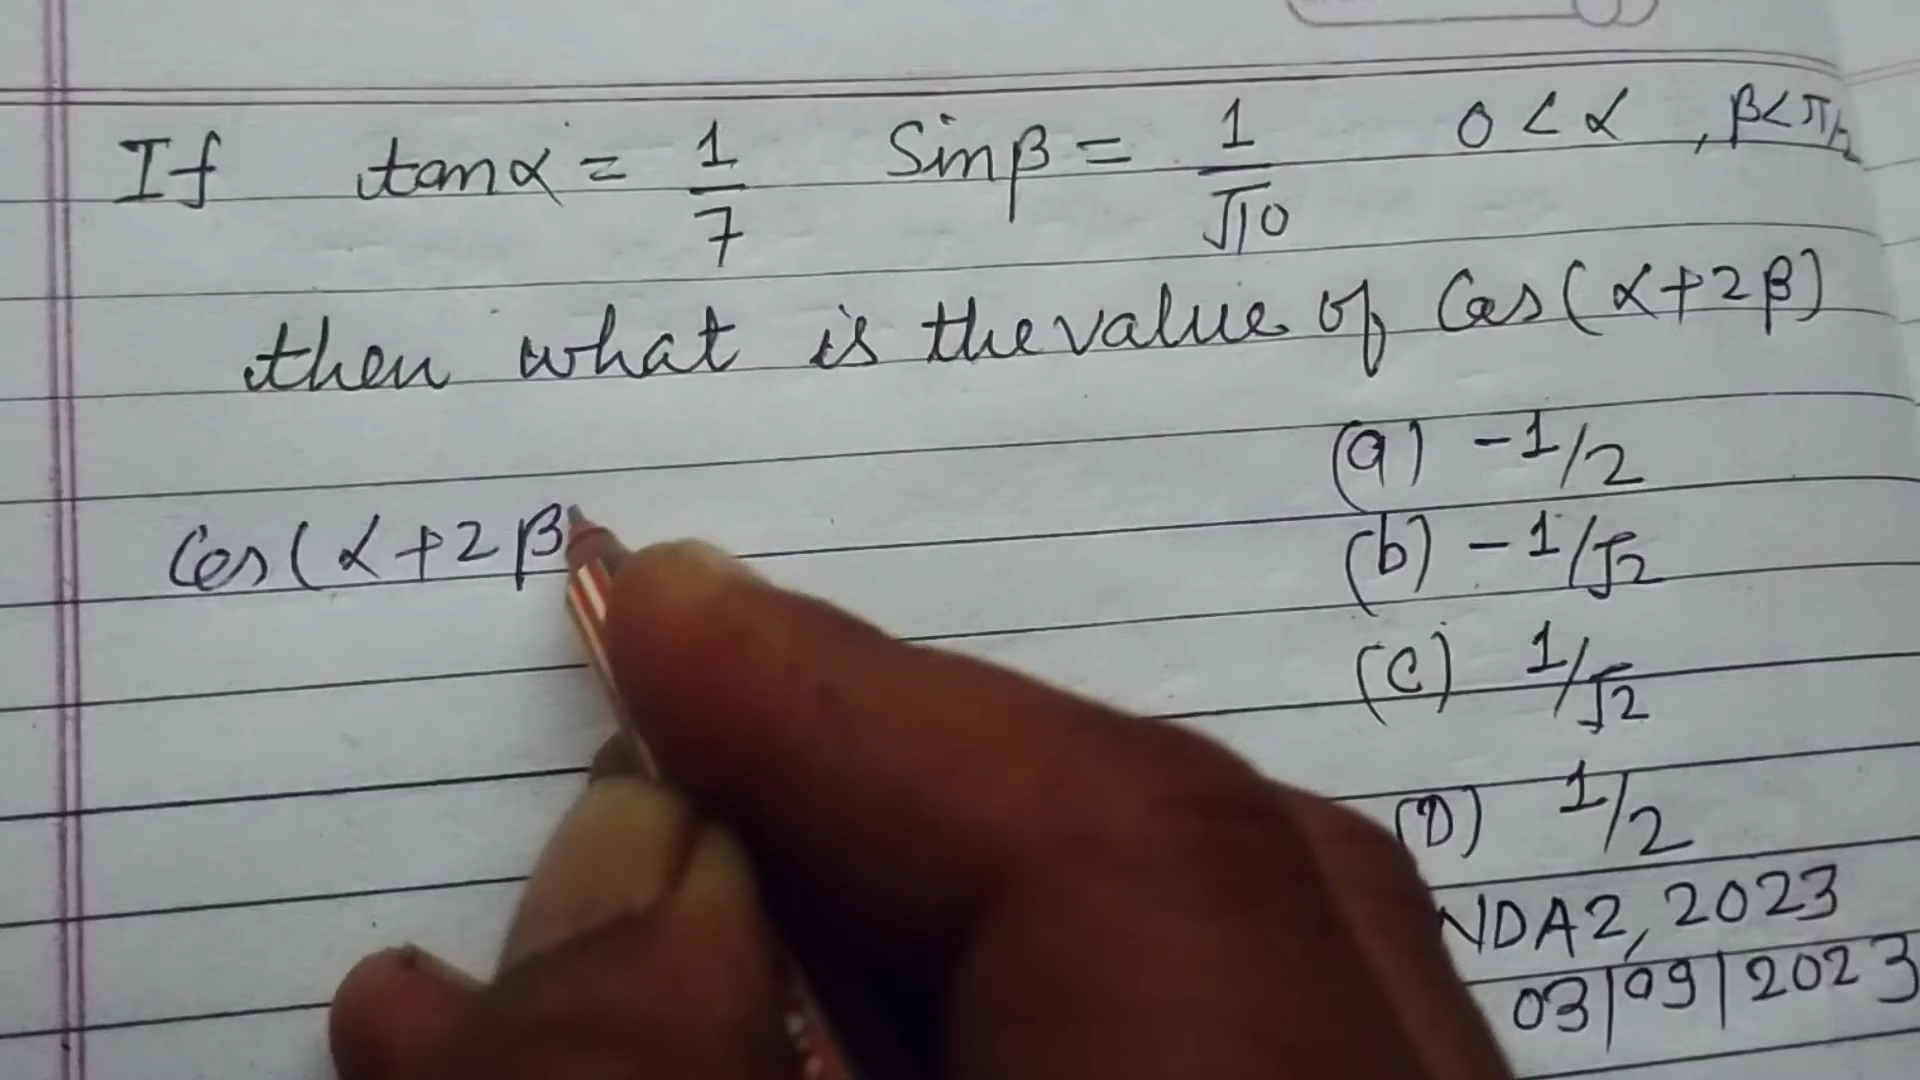 If tanα = 1/7 Sinβ = 1/√10 0 < α , β < π/2
then what is the value of Cos(α+2β)
(a) -1/2
Cos(α+2β
(b) -1/√2
(c) 1/√2
(D) 1/2
NDA2, 2023
03|09|2023